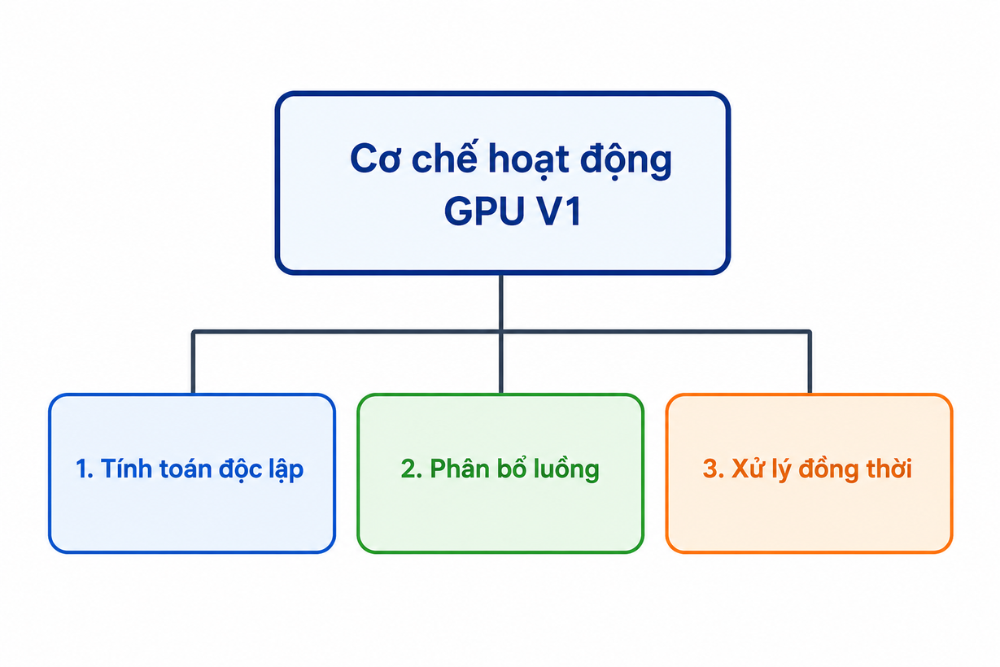 Cơ chế hoạt động
GPU V1
1. Tính toán độc lập
2. Phân bổ luồng
3. Xử lý đồng thời